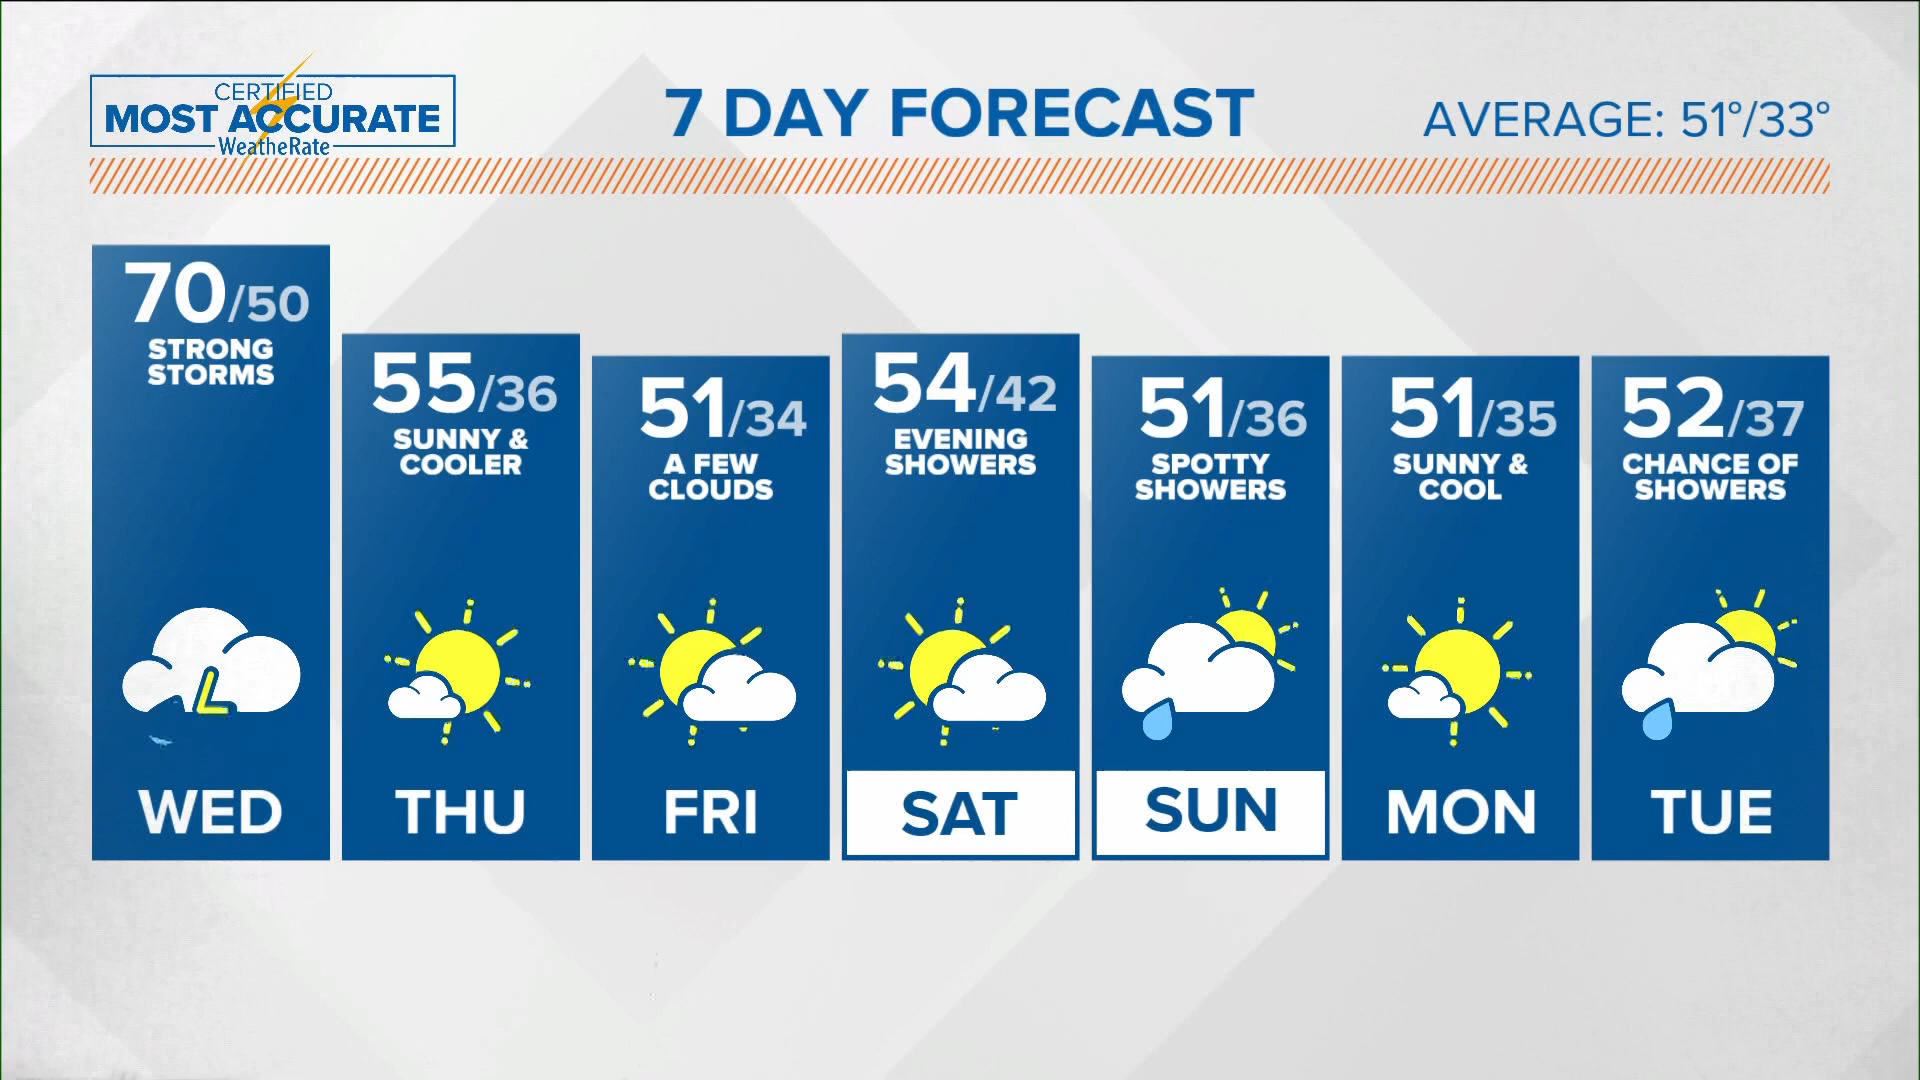 CERTIFIED
MOST ACCURATE
WeatheRate
7 DAY FORECAST
AVERAGE: 51°/33°
70/50
STRONG
STORMS
WED
55/36
SUNNY &
COOLER
THU
51/34
A FEW
CLOUDS
FRI
54/42
EVENING
SHOWERS
SAT
51/36
SPOTTY
SHOWERS
SUN
51/35
SUNNY &
COOL
MON
52/37
CHANCE OF
SHOWERS
TUE